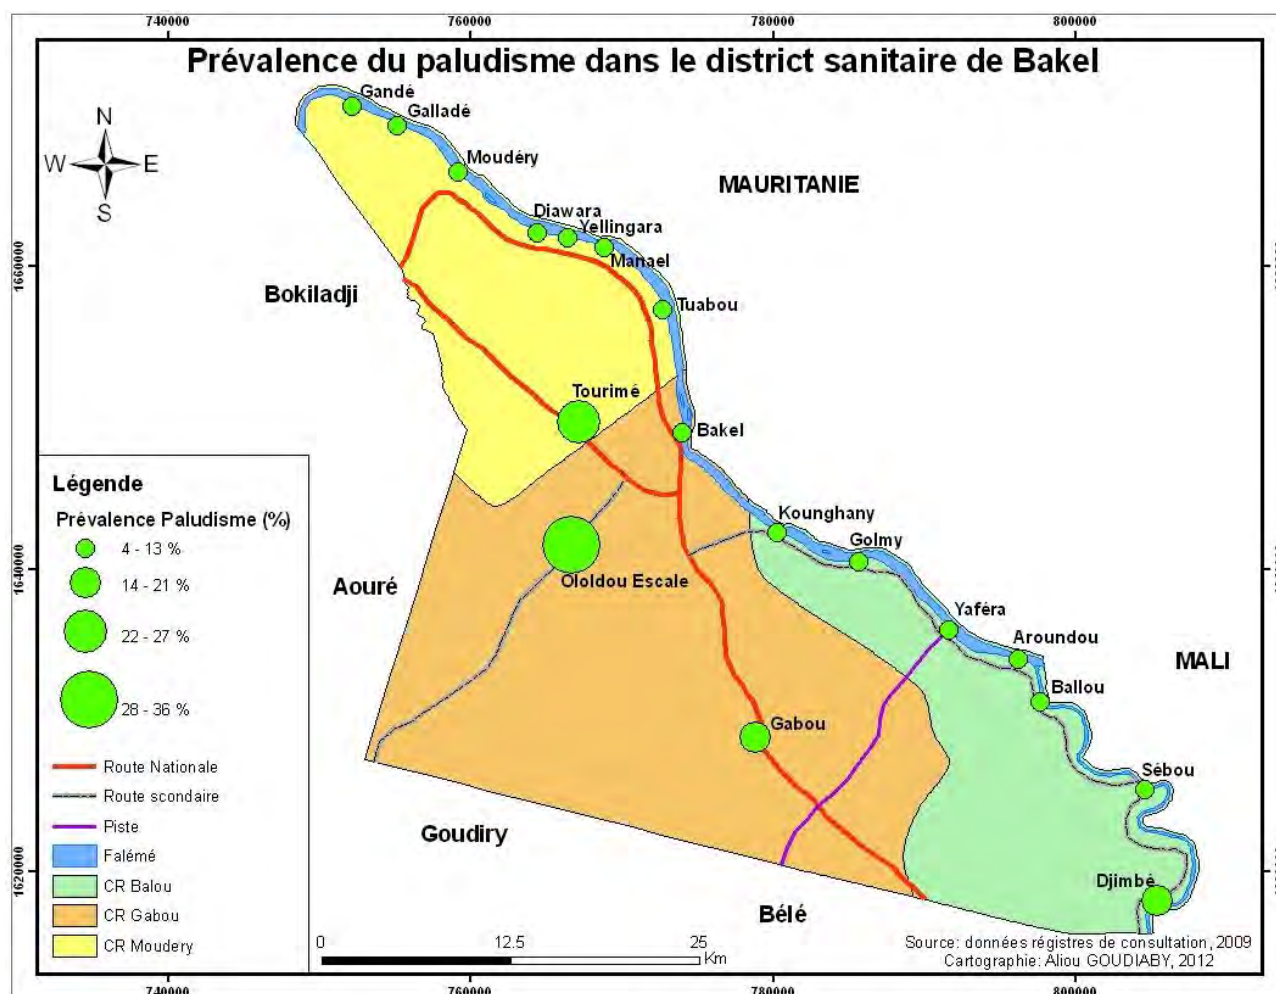 740000
760000
780000
800000
Prévalence du paludisme dans le district sanitaire de Bakel
N
W
E
S
Gandé
Galladé
Moudéry
MAURITANIE
Diawara
Yellingara
Manael
1660000
Bokiladji
Tuabou
Tourimé
Bakel
Kounghany
Golmy
1640000
Ololdou Escale
Aouré
Yaféra
Aroundou
MALI
Ballou
Gabou
Sébou
Goudiry
1620000
Djimbé
Bélé
Légende
Prévalence Paludisme (%)
4 - 13 %
14 - 21 %
22 - 27 %
28 - 36 %
Route Nationale
Route scondaire
Piste
Falémé
CR Balou
CR Gabou
CR Moudery
0
12.5
25
Km
Source: données régistres de consultation, 2009
Cartographie: Aliou GOUDIABY, 2012
740000
760000
780000
800000